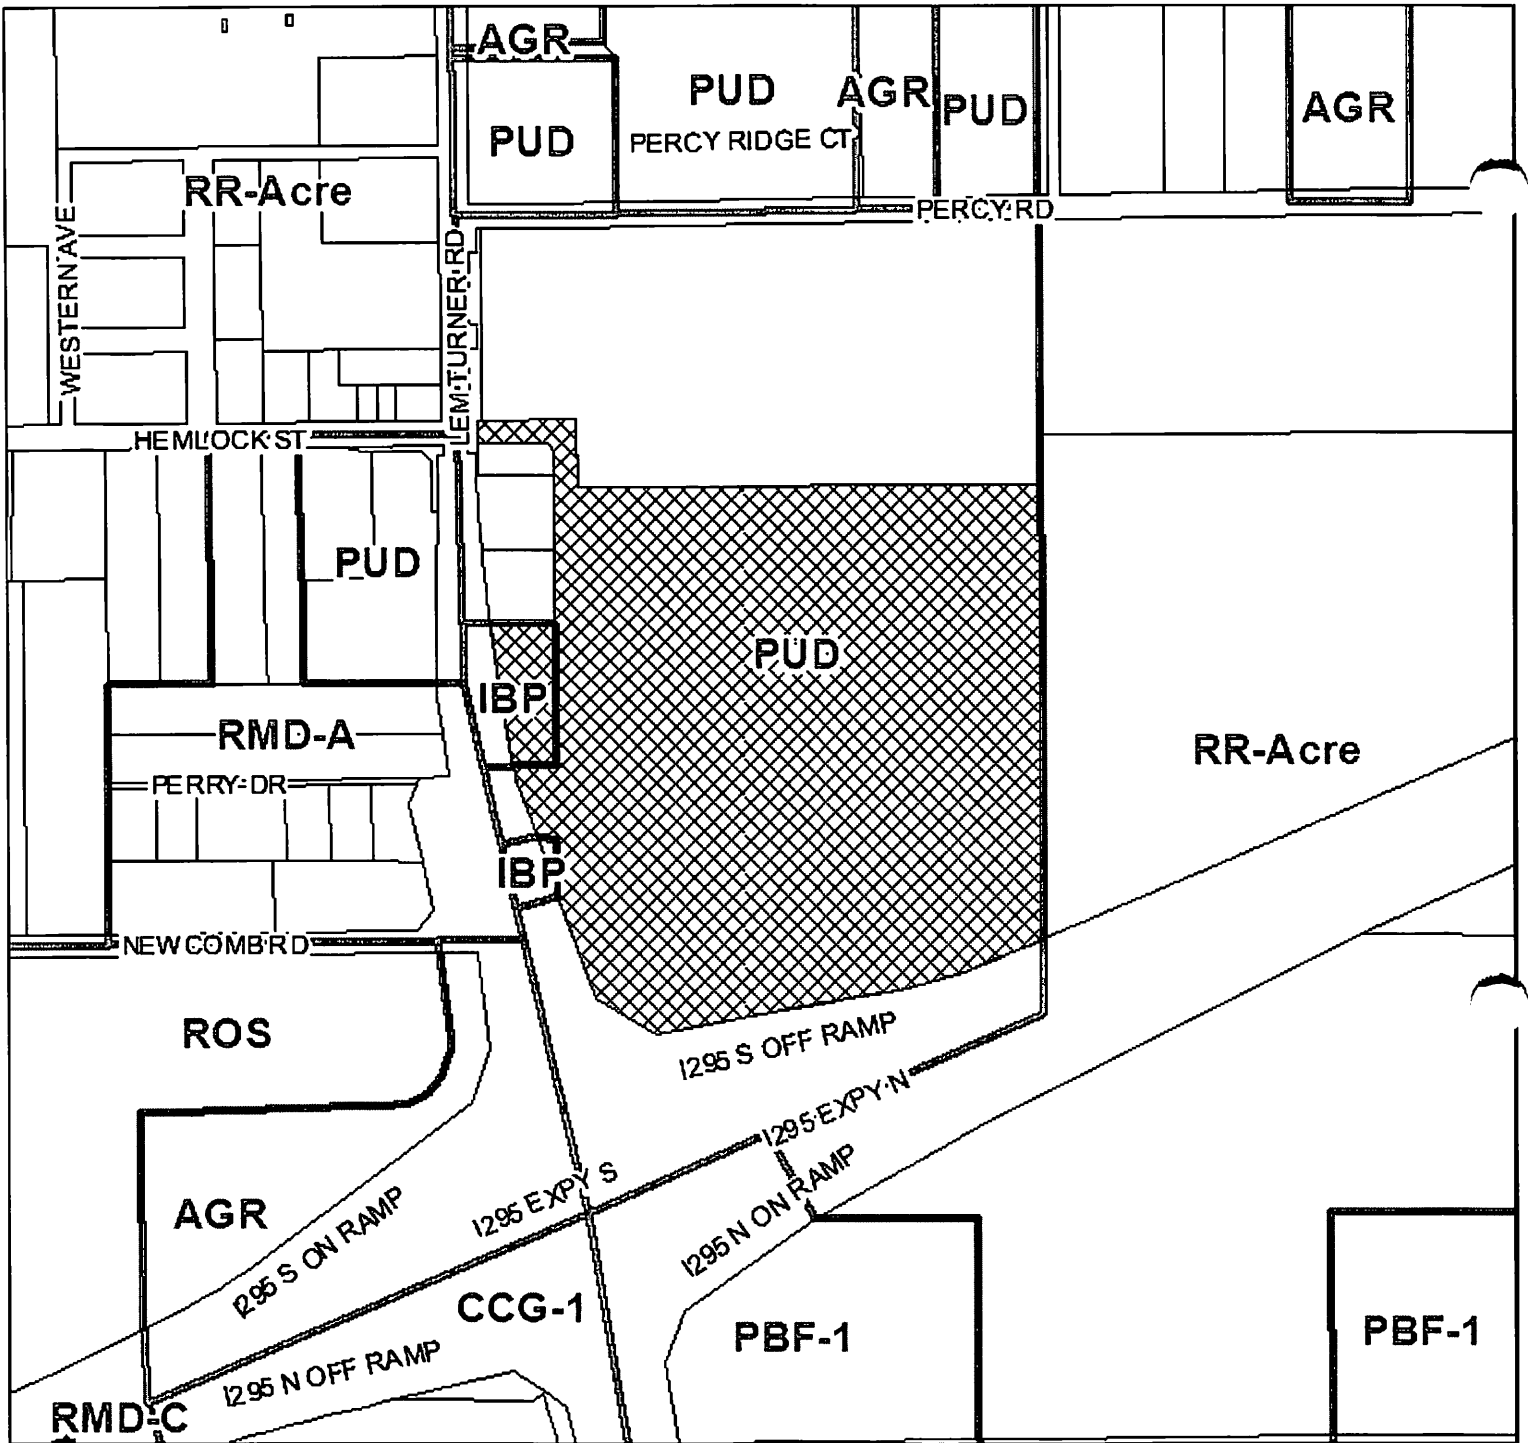 AGR
PUD
AGR
PUD
AGR
PUD
PERCY RIDGE CT
RR-Acre
PERCY RD
WESTERN AVE
LEM TURNER RD
HEMLOCK ST
PUD
PUD
IBP
RMD-A
RR-Acre
PERRY DR
IBP
NEWCOMB RD
ROS
I295 S OFF RAMP
I295 EXPY N
I295 EXPY S
I295 N ON RAMP
AGR
I295 S ON RAMP
CCG-1
PBF-1
PBF-1
I295 N OFF RAMP
RMD-C